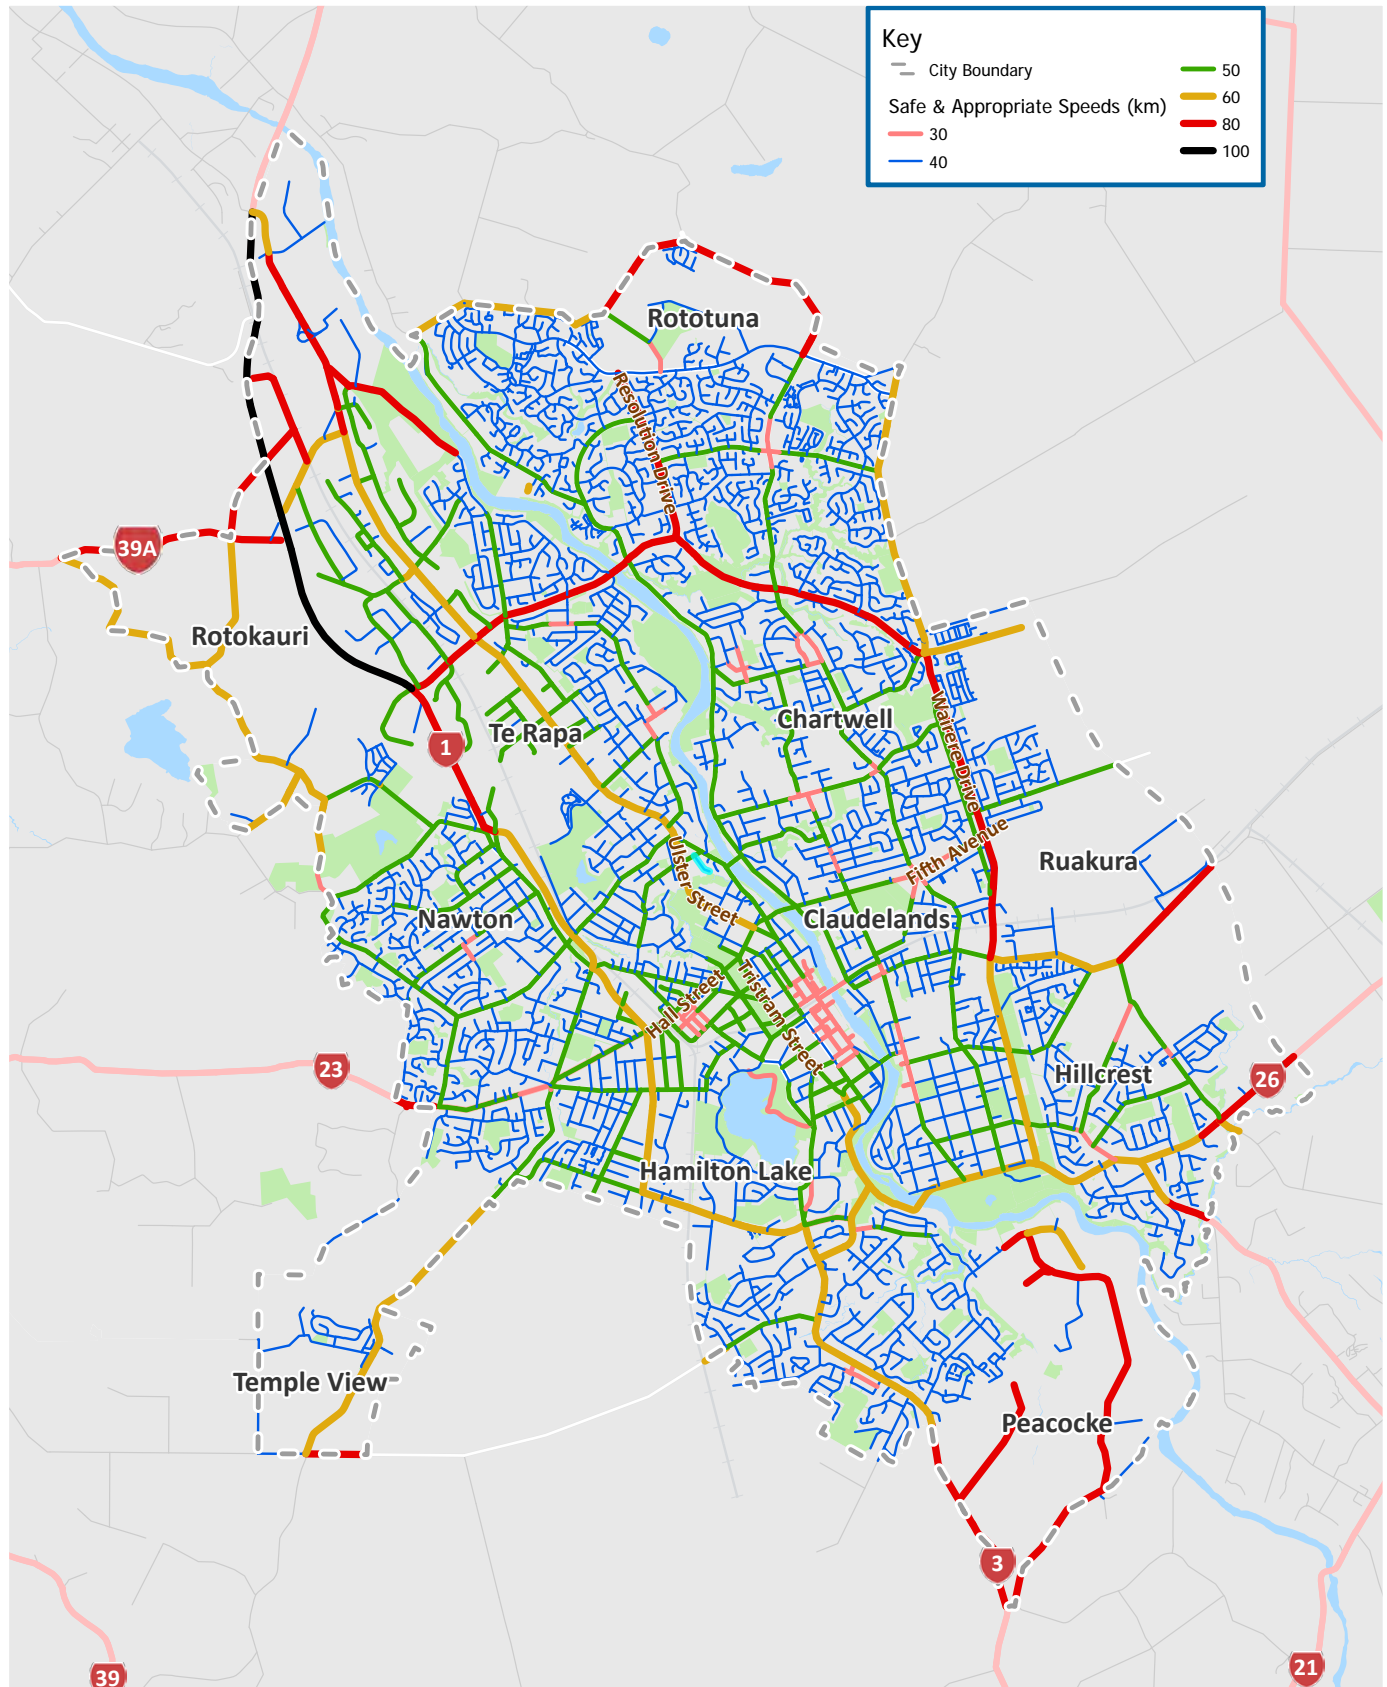 Key
City Boundary
Safe & Appropriate Speeds (km)
30
40
50
60
80
100
Rototuna
Resolution Drive
39A
Rotokauri
Te Rapa
1
Chartwell
Wairere Drive
Ulster Street
Fifth Avenue
Ruakura
Nawton
Claudelands
Hall Street
Tristram Street
23
Hillcrest
26
Hamilton Lake
Temple View
Peacocke
3
39
21